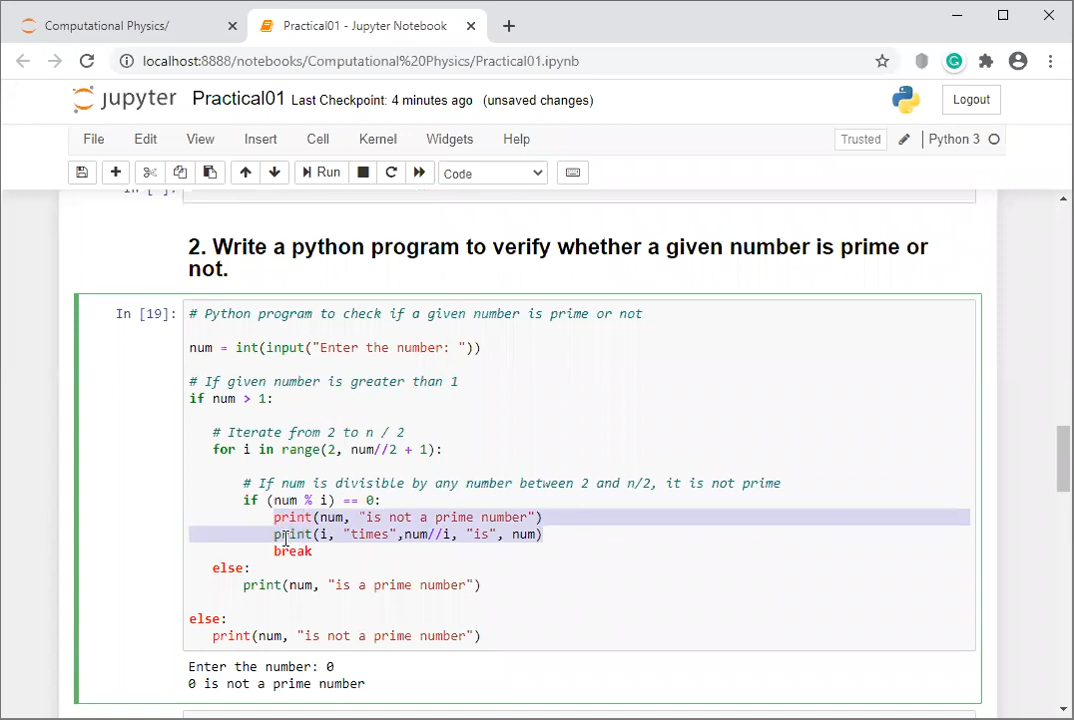 Computational Physics/
Practical01 - Jupyter Notebook
localhost:8888/notebooks/Computational%20Physics/Practical01.ipynb
jupyter Practical01 Last Checkpoint: 4 minutes ago (unsaved changes)
Logout
File Edit View Insert Cell Kernel Widgets Help
Trusted
Python 3
Run
Code
In [ ]:
2. Write a python program to verify whether a given number is prime or
not.
In [19]:
# Python program to check if a given number is prime or not
num = int(input("Enter the number: "))
# If given number is greater than 1
if num > 1:
# Iterate from 2 to n / 2
for i in range(2, num//2 + 1):
# If num is divisible by any number between 2 and n/2, it is not prime
if (num % i) == 0:
print(num, "is not a prime number")
print(i, "times",num//i, "is", num)
break
else:
print(num, "is a prime number")
else:
print(num, "is not a prime number")
Enter the number: 0
0 is not a prime number